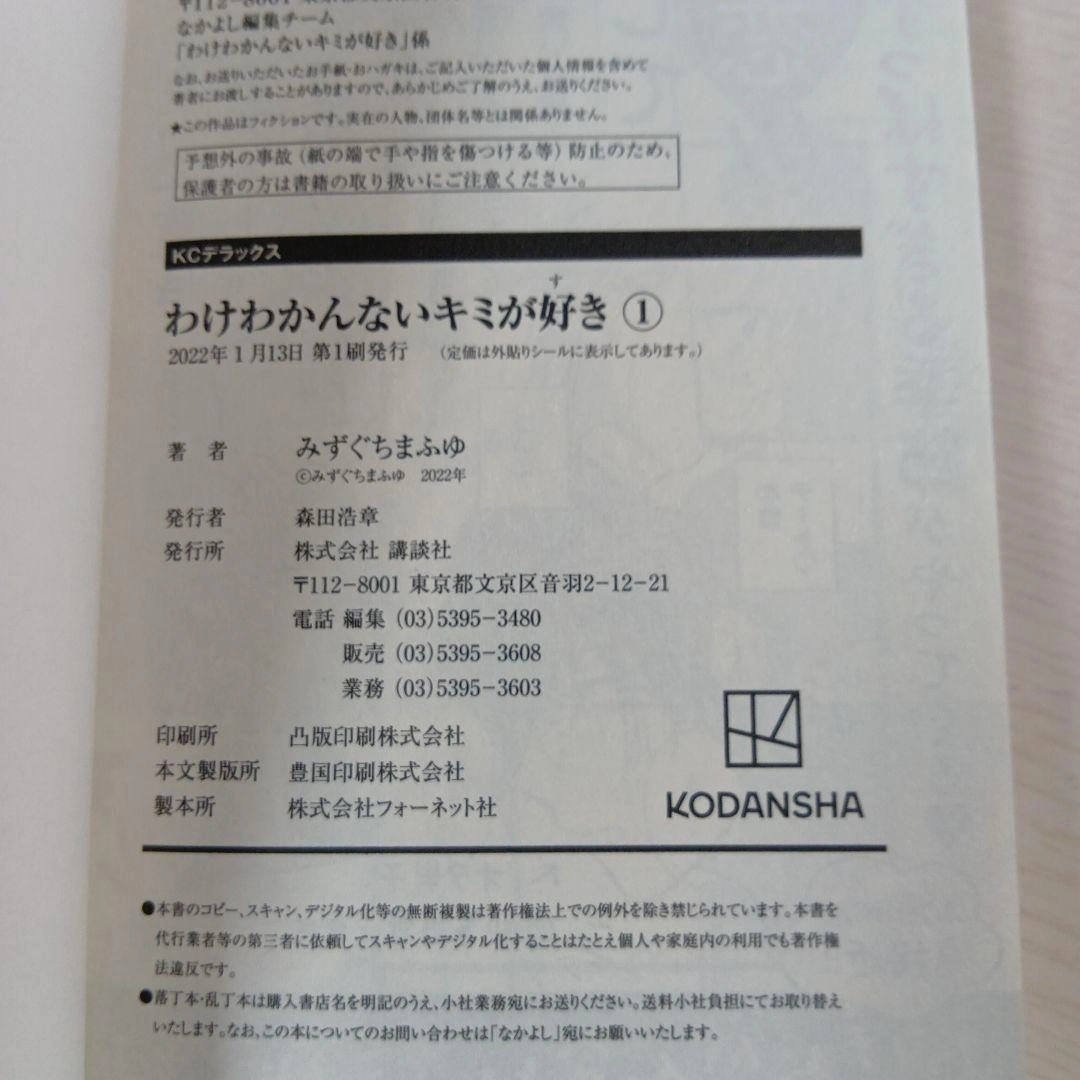 〒112-8001
なかよし編集チーム
「わけわかんないキミが好き」係
なお、お送りいただいたお手紙・おハガキは、ご記入いただいた個人情報を含めて
著者にお渡しすることがありますので、あらかじめご了解のうえ、お送りください。
★この作品はフィクションです。実在の人物、団体名等とは関係ありません。
予想外の事故（紙の端で手や指を傷つける等）防止のため、
保護者の方は書籍の取り扱いにご注意ください。
KCデラックス
す
わけわかんないキミが好き ①
2022年1月13日 第1刷発行 （定価は外貼りシールに表示してあります。）
著 者 みずぐちまふゆ
©みずぐちまふゆ 2022年
発行者 森田浩章
発行所 株式会社 講談社
〒112-8001 東京都文京区音羽2-12-21
電話 編集 (03)5395-3480
販売 (03)5395-3608
業務 (03)5395-3603
印刷所 凸版印刷株式会社
本文製版所 豊国印刷株式会社
製本所 株式会社フォーネット社
KODANSHA
●本書のコピー、スキャン、デジタル化等の無断複製は著作権法上での例外を除き禁じられています。本書を
代行業者等の第三者に依頼してスキャンやデジタル化することはたとえ個人や家庭内の利用でも著作権
法違反です。
●落丁本・乱丁本は購入書店名を明記のうえ、小社業務宛にお送りください。送料小社負担にてお取り替え
いたします。なお、この本についてのお問い合わせは「なかよし」宛にお願いいたします。